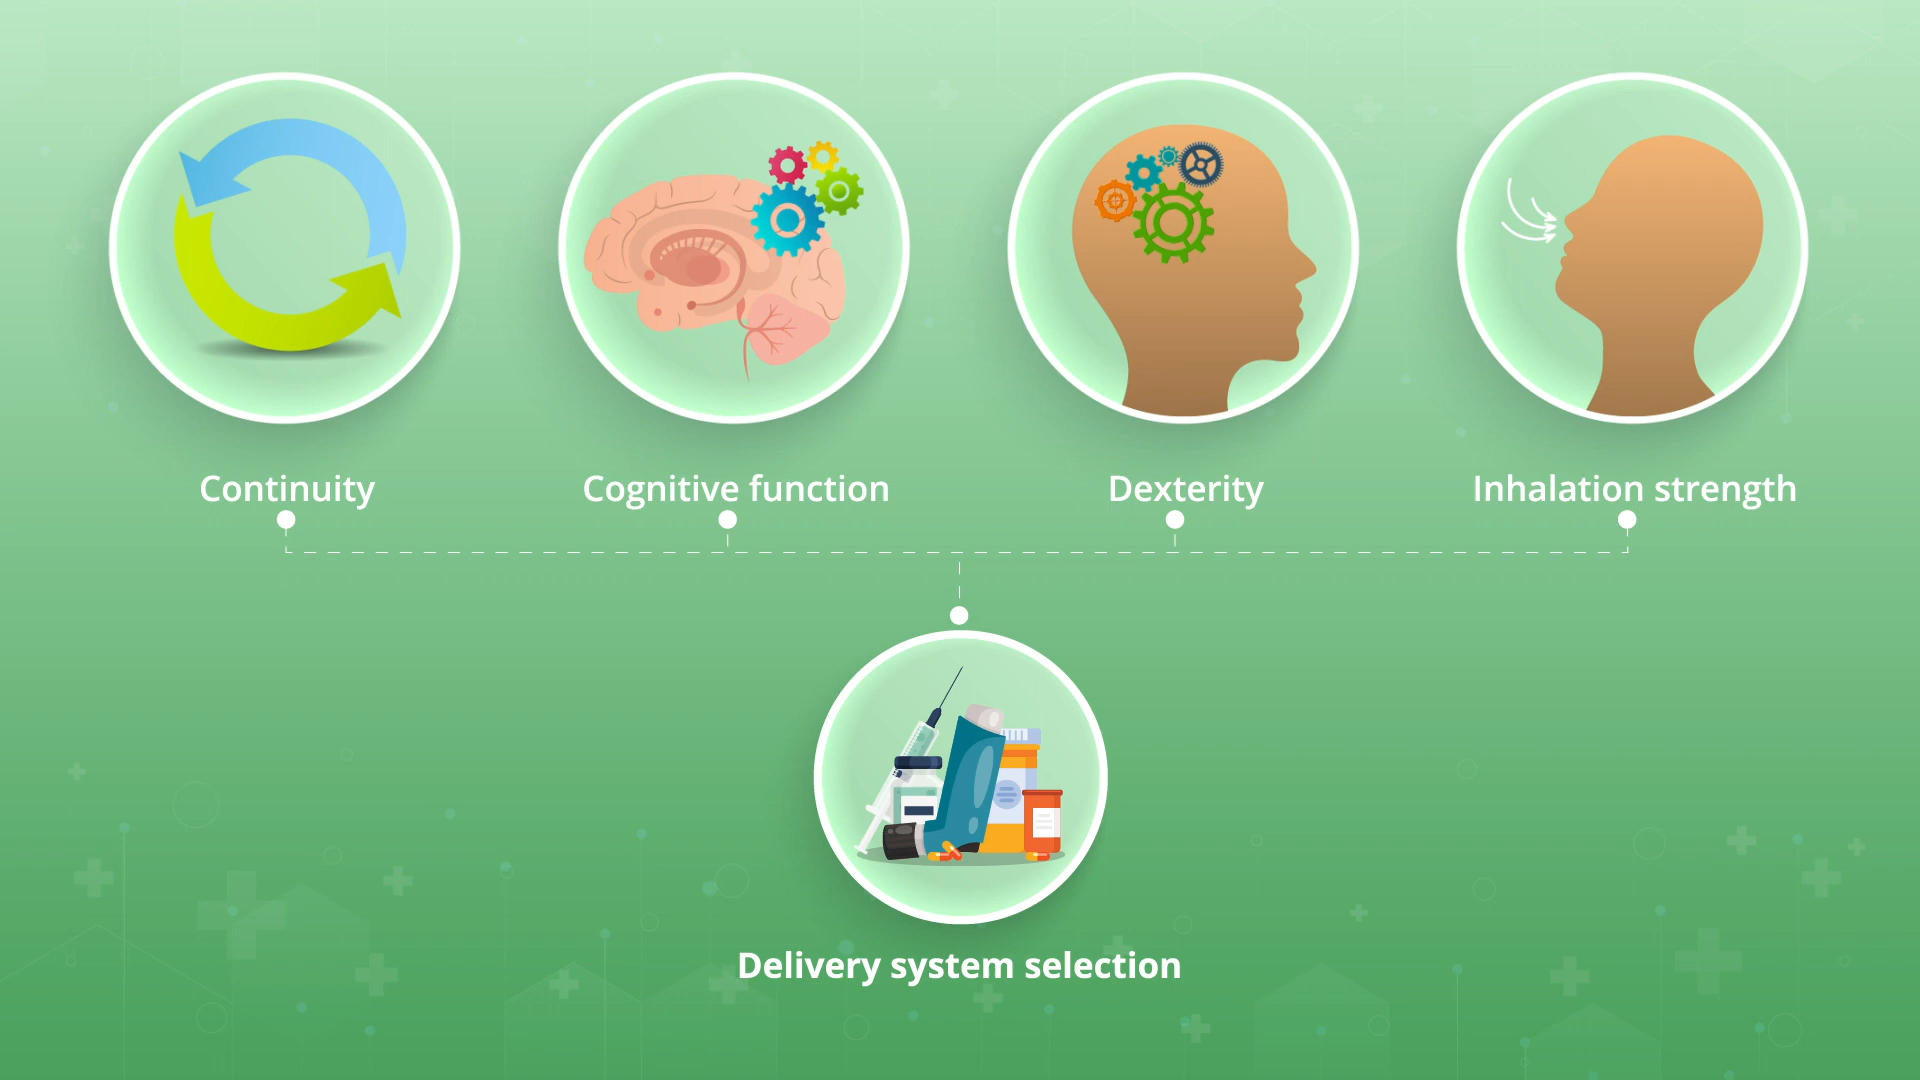 Continuity
Cognitive function
Dexterity
Inhalation strength
Delivery system selection